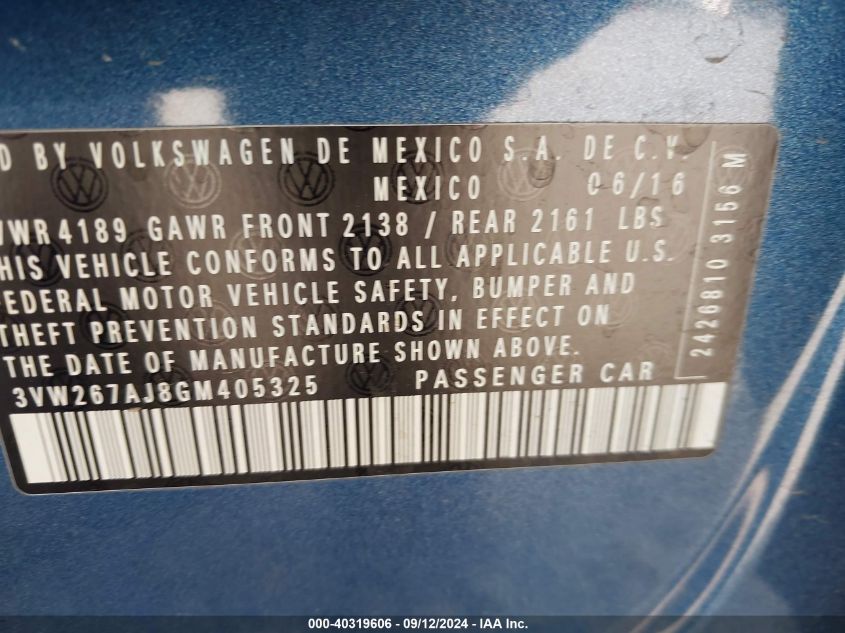 D BY VOLKSWAGEN DE MEXICO S.A. DE C.V.
MEXICO 06/16
VWR 4189 GAWR FRONT 2138 / REAR 2161 LBS
HIS VEHICLE CONFORMS TO ALL APPLICABLE U.S.
FEDERAL MOTOR VEHICLE SAFETY, BUMPER AND
THEFT PREVENTION STANDARDS IN EFFECT ON
THE DATE OF MANUFACTURE SHOWN ABOVE.
3VW267AJ8GM405325 PASSENGER CAR
2426810 3156 M
000-40319606 - 09/12/2024 - IAA Inc.